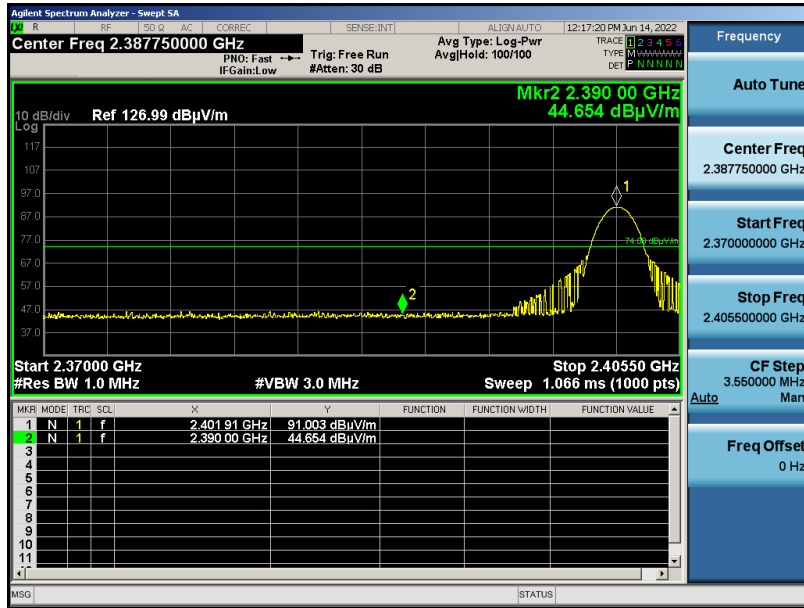 Agilent Spectrum Analyzer - Swept SA
LXI R RF 50 Ω AC CORREC SENSE:INT ALIGN AUTO 12:17:20 PM Jun 14, 2022
Center Freq 2.387750000 GHz
PNO: Fast
IFGain:Low
Trig: Free Run
#Atten: 30 dB
Avg Type: Log-Pwr
Avg|Hold: 100/100
TRACE 1 2 3 4 5 6
TYPE M WWWWW
DET P N N N N N
Mkr2 2.390 00 GHz
44.654 dBµV/m
10 dB/div Ref 126.99 dBµV/m
Log
117
107
97.0
87.0
77.0
67.0
57.0
47.0
37.0
1
74.00 dBµV/m
2
Start 2.37000 GHz Stop 2.40550 GHz
#Res BW 1.0 MHz #VBW 3.0 MHz Sweep 1.066 ms (1000 pts)
MKR MODE TRC SCL X Y FUNCTION FUNCTION WIDTH FUNCTION VALUE
1 N 1 f 2.401 91 GHz 91.003 dBµV/m
2 N 1 f 2.390 00 GHz 44.654 dBµV/m
3
4
5
6
7
8
9
10
11
MSG STATUS
Frequency
Auto Tune
Center Freq
2.387750000 GHz
Start Freq
2.370000000 GHz
Stop Freq
2.405500000 GHz
CF Step
3.550000 MHz
Auto Man
Freq Offset
0 Hz